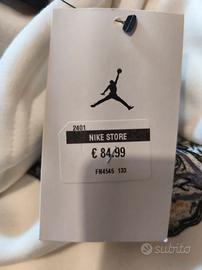 2401
NIKE STORE
€ 84,99
FN4545 133
subito